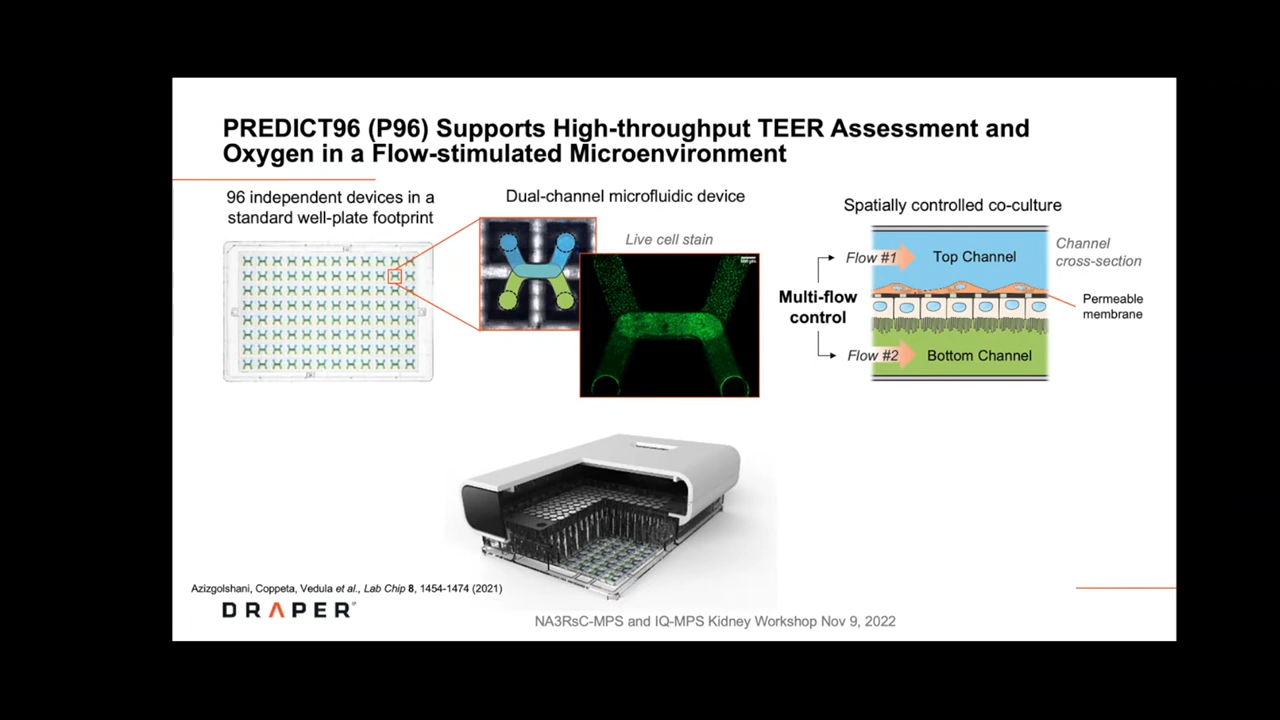 PREDICT96 (P96) Supports High-throughput TEER Assessment and
Oxygen in a Flow-stimulated Microenvironment
96 independent devices in a
standard well-plate footprint
Dual-channel microfluidic device
Live cell stain
Spatially controlled co-culture
Channel
cross-section
Flow #1
Top Channel
Multi-flow
control
Permeable
membrane
Flow #2
Bottom Channel
Azizgolshani, Coppeta, Vedula et al., Lab Chip 8, 1454-1474 (2021)
DRAPER
NA3RsC-MPS and IQ-MPS Kidney Workshop Nov 9, 2022